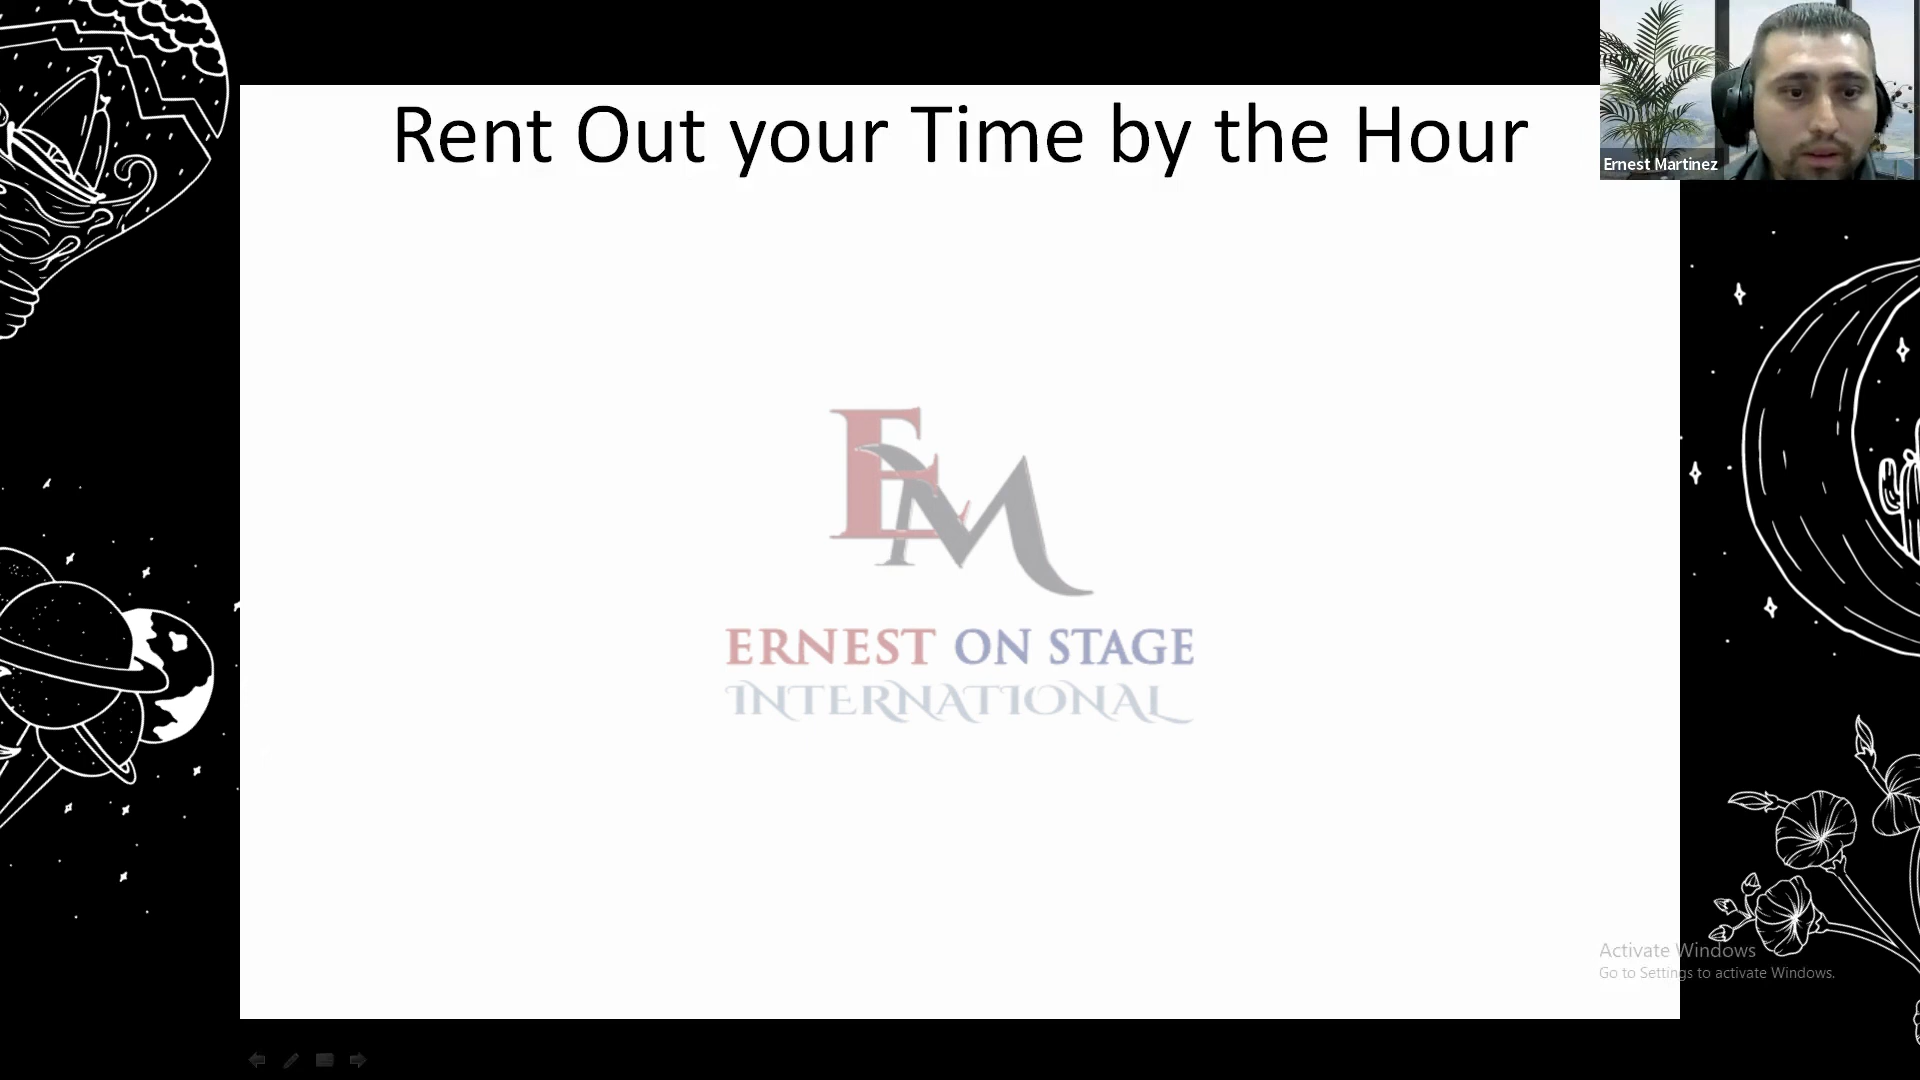 Rent Out your Time by the Hour
Ernest Martinez
EM
ERNEST ON STAGE
INTERNATIONAL
Activate Windows
Go to Settings to activate Windows.